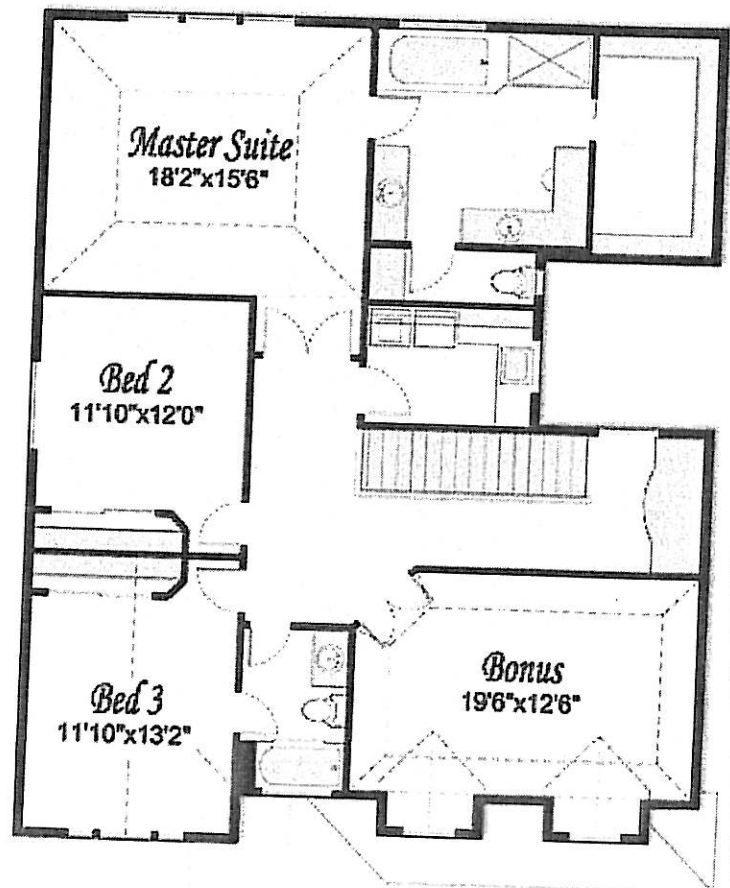 Master Suite
18'2"x15'6"
Bed 2
11'10"x12'0"
Bed 3
11'10"x13'2"
Bonus
19'6"x12'6"